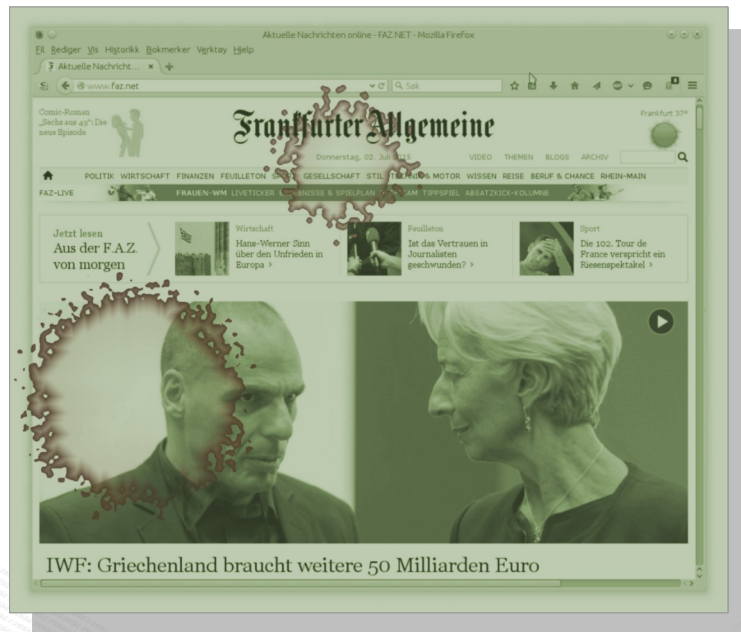 Aktuelle Nachrichten online - FAZ.NET - Mozilla Firefox
Fil Rediger Vis Historikk Bokmerker Verktøy Hjelp
Aktuelle Nachricht...
www.faz.net
Søk
Comic-Roman
„Sechs aus 49“: Die
neue Episode
Frankfurter Allgemeine
Frankfurt 37°
Donnerstag, 02. Juli 2015
VIDEO THEMEN BLOGS ARCHIV
POLITIK WIRTSCHAFT FINANZEN FEUILLETON SPORT GESELLSCHAFT STIL TECHNIK & MOTOR WISSEN REISE BERUF & CHANCE RHEIN-MAIN
FAZ-LIVE FRAUEN-WM LIVETICKER & SPIELPLAN TIPPSPIEL ABSATZKICK-KOLUMNE
Jetzt lesen
Aus der F.A.Z.
von morgen
Wirtschaft
Hans-Werner Sinn
über den Unfrieden in
Europa >
Feuilleton
Ist das Vertrauen in
Journalisten
geschwunden? >
Sport
Die 102. Tour de
France verspricht ein
Riesenspektakel >
IWF: Griechenland braucht weitere 50 Milliarden Euro